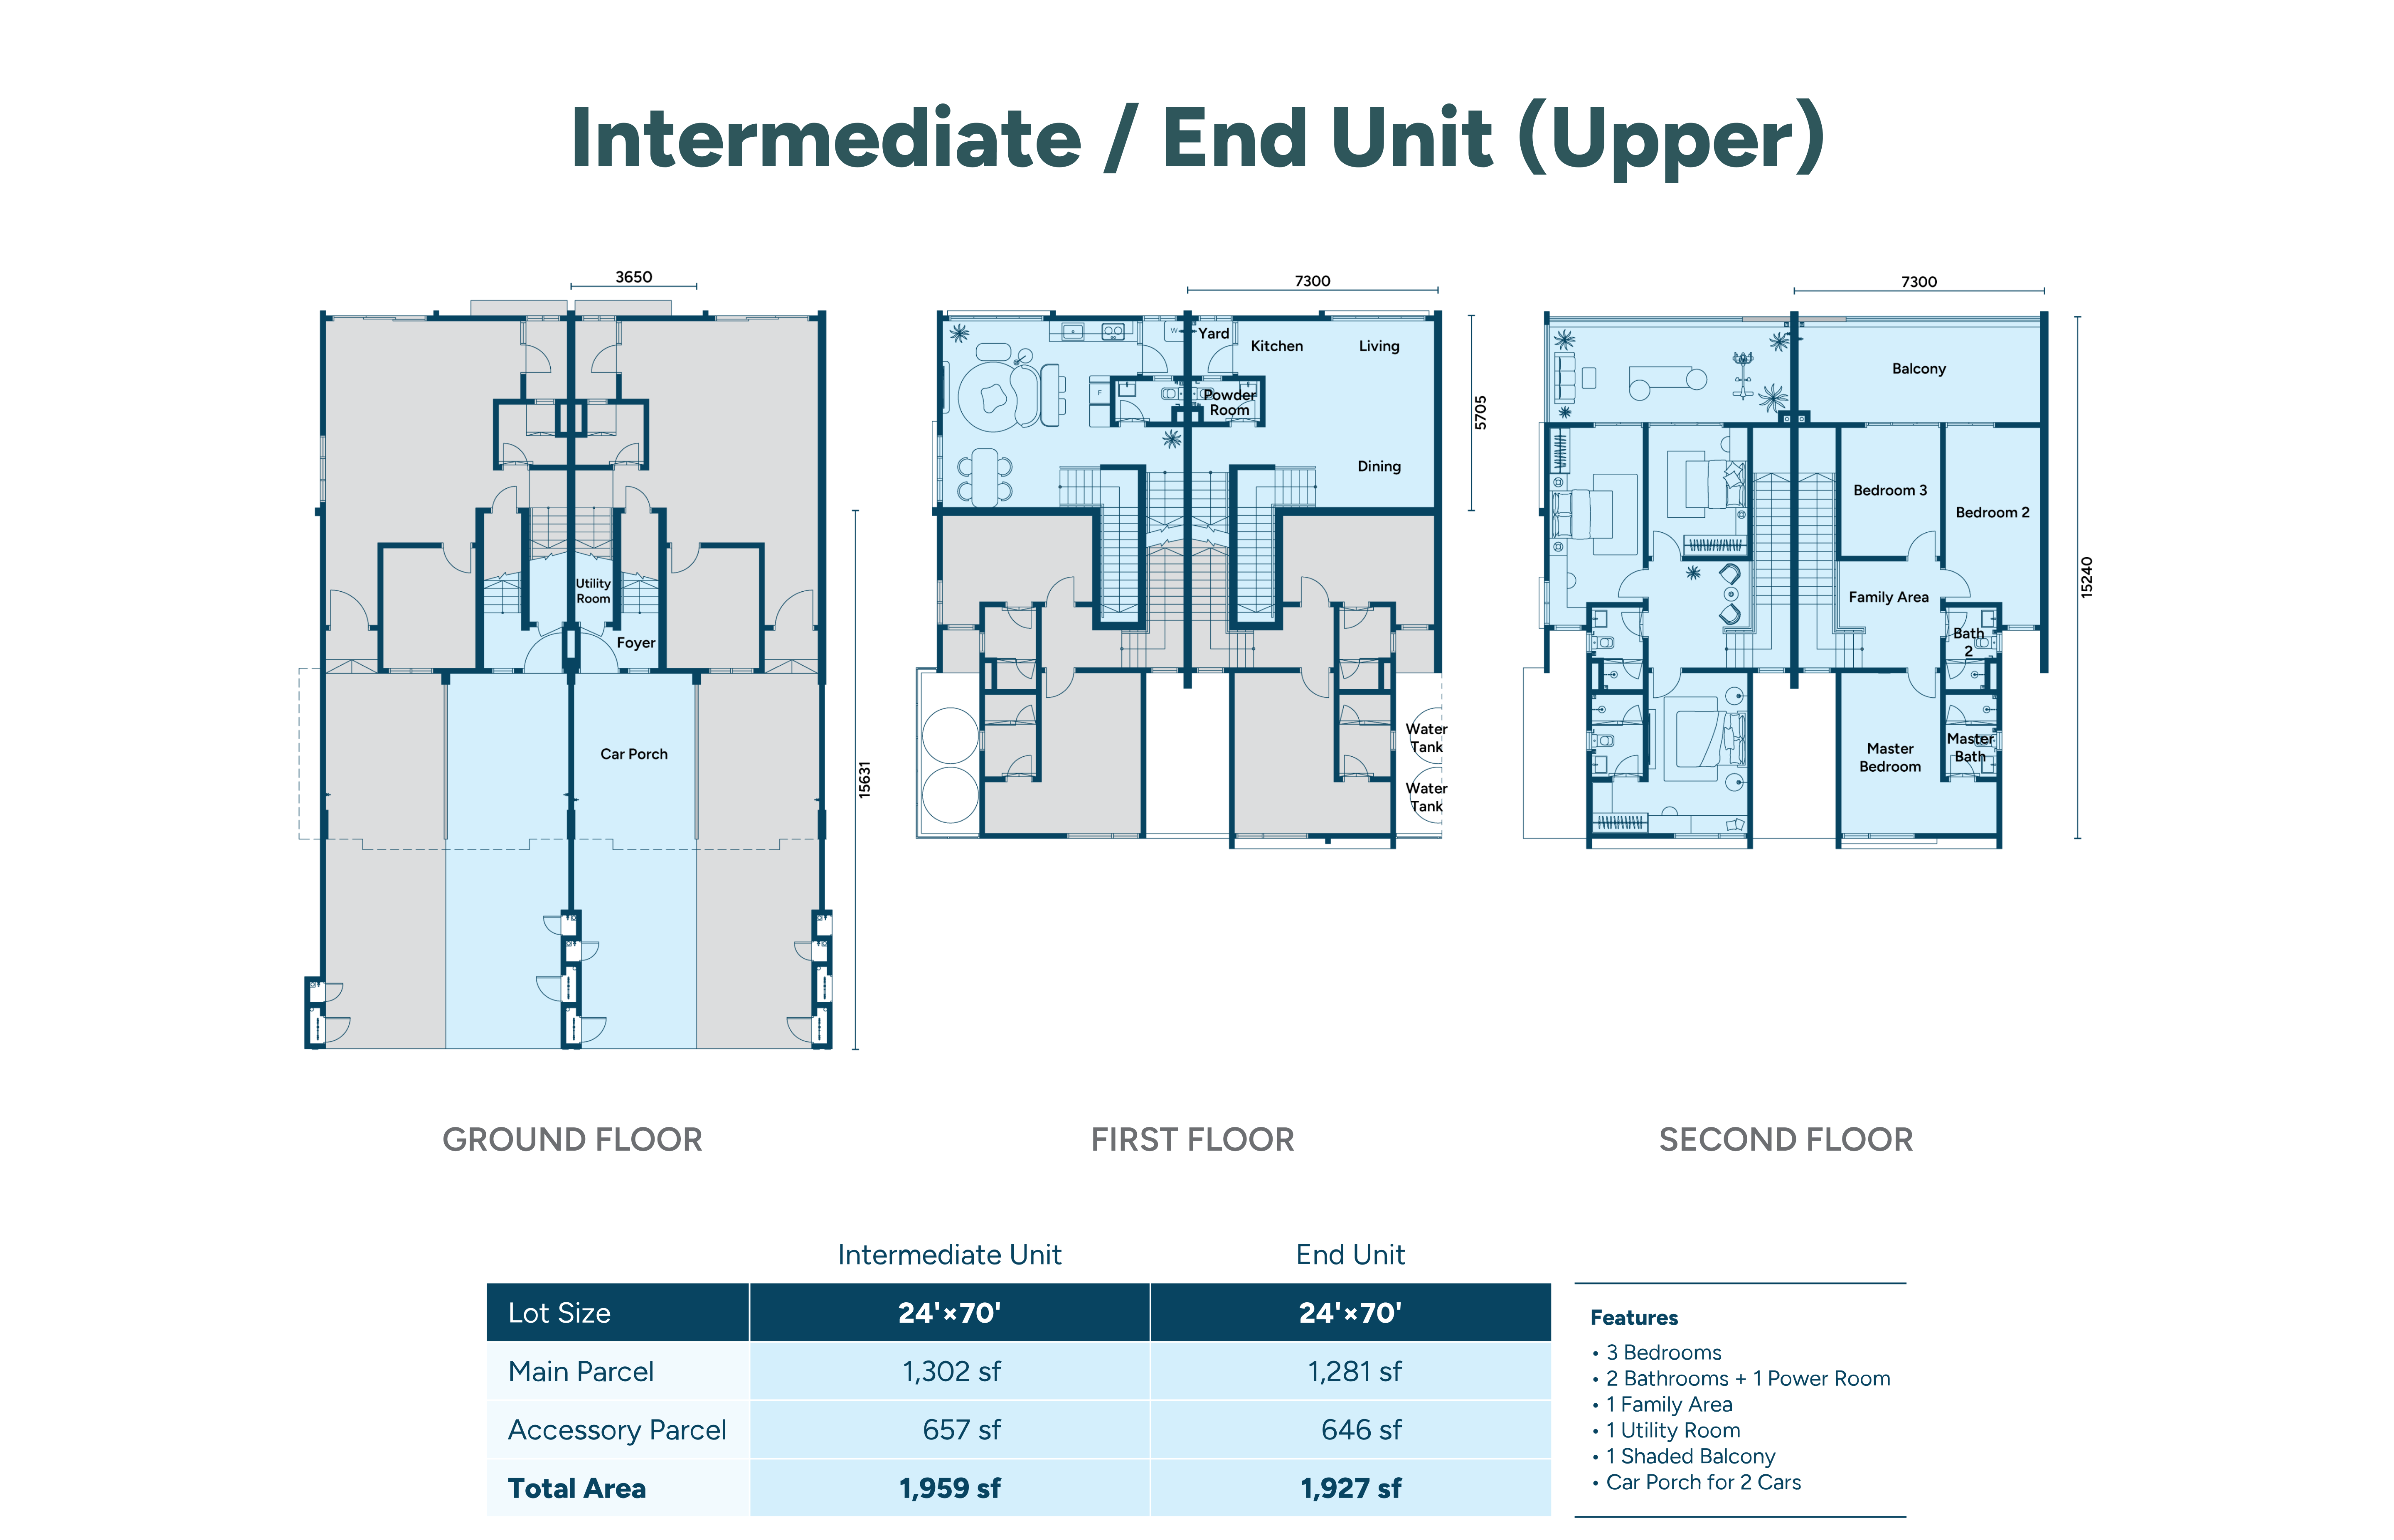 Intermediate / End Unit (Upper)
3650
Utility
Room
Foyer
Car Porch
15631
GROUND FLOOR
7300
W
Yard
Kitchen
Living
F
Powder
Room
Dining
5705
Water
Tank
Water
Tank
FIRST FLOOR
7300
Balcony
Bedroom 3
Bedroom 2
Family Area
Bath
2
Master
Bedroom
Master
Bath
15240
SECOND FLOOR
Intermediate Unit End Unit
Lot Size 24'×70' 24'×70'
Main Parcel 1,302 sf 1,281 sf
Accessory Parcel 657 sf 646 sf
Total Area 1,959 sf 1,927 sf
Features
• 3 Bedrooms
• 2 Bathrooms + 1 Power Room
• 1 Family Area
• 1 Utility Room
• 1 Shaded Balcony
• Car Porch for 2 Cars